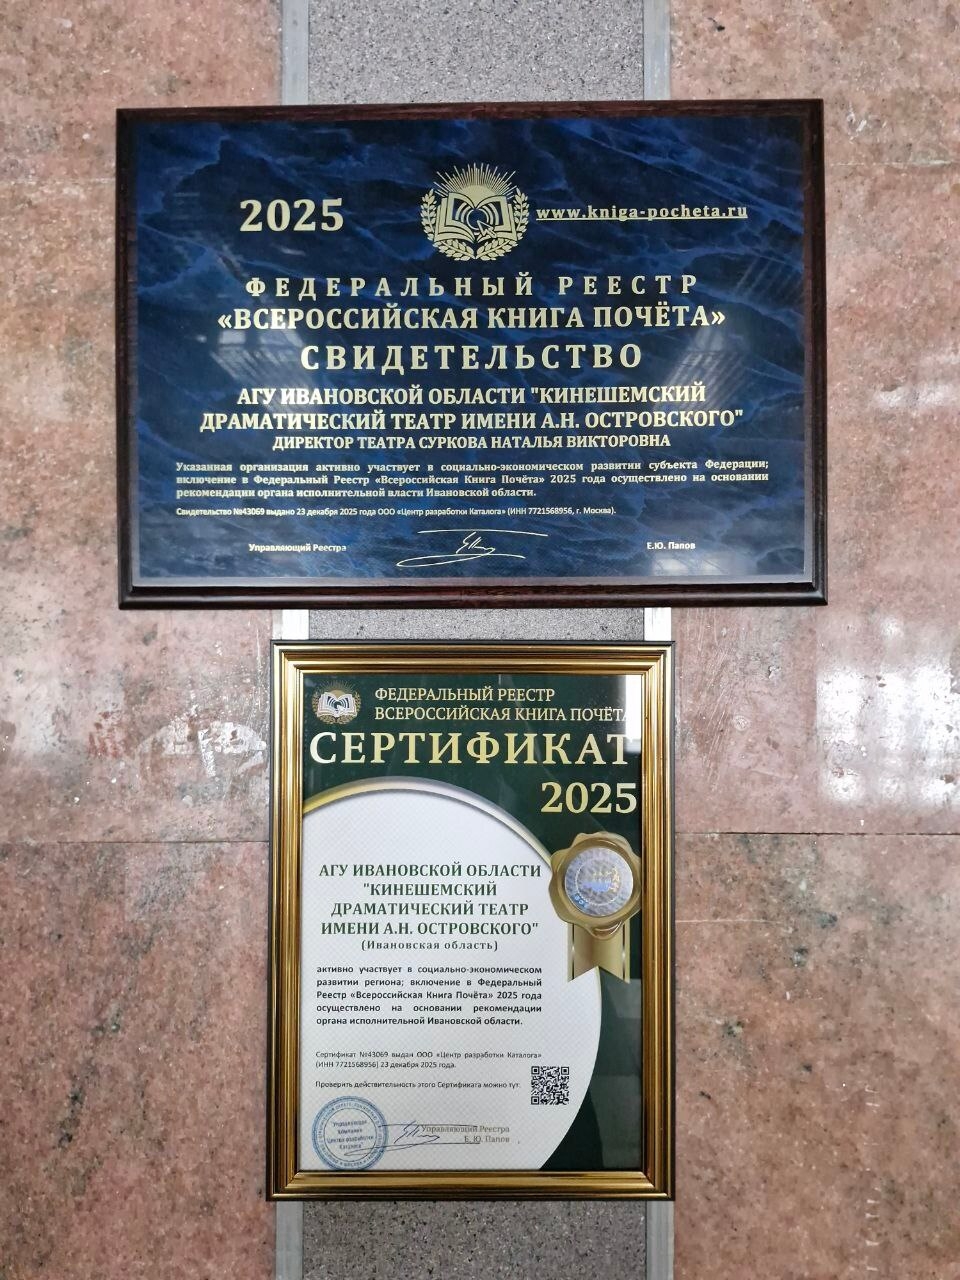 2025
www.kniga-pocheta.ru
ФЕДЕРАЛЬНЫЙ РЕЕСТР
«ВСЕРОССИЙСКАЯ КНИГА ПОЧЁТА»
СВИДЕТЕЛЬСТВО
АГУ ИВАНОВСКОЙ ОБЛАСТИ "КИНЕШЕМСКИЙ
ДРАМАТИЧЕСКИЙ ТЕАТР ИМЕНИ А.Н. ОСТРОВСКОГО"
ДИРЕКТОР ТЕАТРА СУРКОВА НАТАЛЬЯ ВИКТОРОВНА
Указанная организация активно участвует в социально-экономическом развитии субъекта Федерации;
включение в Федеральный Реестр «Всероссийская Книга Почёта» 2025 года осуществлено на основании
рекомендации органа исполнительной власти Ивановской области.
Свидетельство №43069 выдано 23 декабря 2025 года ООО «Центр разработки Каталога» (ИНН 7721568956, г. Москва).
Управляющий Реестра
Е.Ю. Папов
ФЕДЕРАЛЬНЫЙ РЕЕСТР
ВСЕРОССИЙСКАЯ КНИГА ПОЧЁТА
СЕРТИФИКАТ
2025
АГУ ИВАНОВСКОЙ ОБЛАСТИ
"КИНЕШЕМСКИЙ
ДРАМАТИЧЕСКИЙ ТЕАТР
ИМЕНИ А.Н. ОСТРОВСКОГО"
(Ивановская область)
активно участвует в социально-экономическом
развитии региона; включение в Федеральный
Реестр «Всероссийская Книга Почёта» 2025 года
осуществлено на основании рекомендации
органа исполнительной Ивановской области.
Сертификат №43069 выдан ООО «Центр разработки Каталога»
(ИНН 7721568956) 23 декабря 2025 года.
Проверить действительность этого Сертификата можно тут:
"Управляющая
Компания
Центр разработки
Каталога"
Управляющий Реестра
Е. Ю. Папов